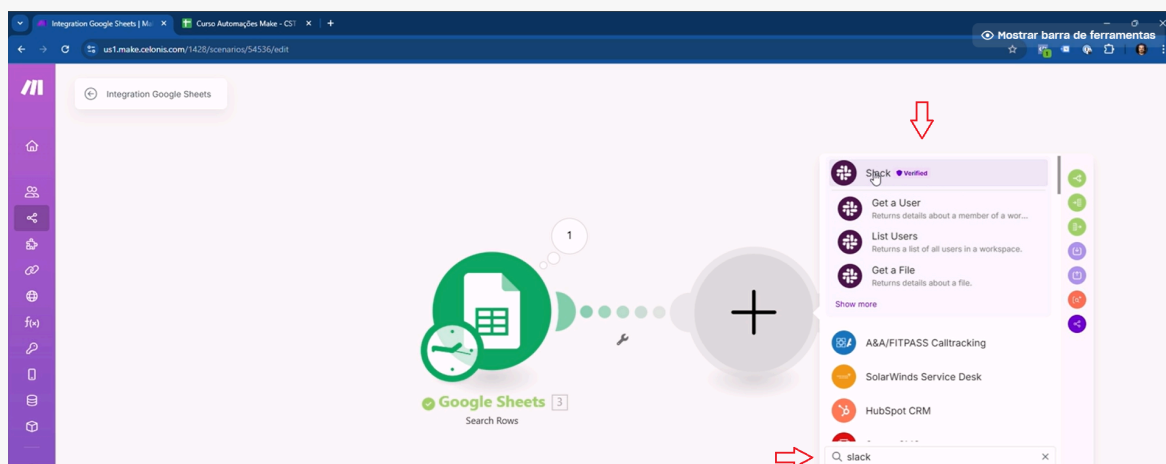 Integration Google Sheets | Ma
Curso Automações Make - CST
Mostrar barra de ferramentas
us1.make.celonis.com/1428/scenarios/54536/edit
Integration Google Sheets
Slack Verified
Get a User
Returns details about a member of a wor...
List Users
Returns a list of all users in a workspace.
Get a File
Returns details about a file.
Show more
1
A&A/FITPASS Calltracking
SolarWinds Service Desk
HubSpot CRM
Google Sheets 3
Search Rows
slack